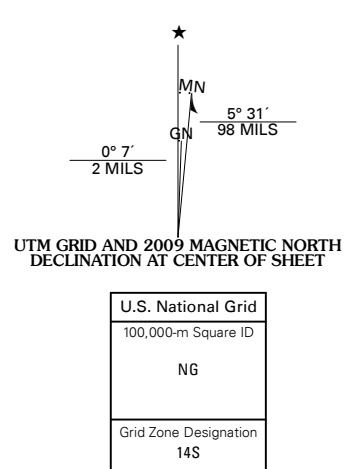 ★
MN
GN
5° 31´
98 MILS
0° 7´
2 MILS
UTM GRID AND 2009 MAGNETIC NORTH
DECLINATION AT CENTER OF SHEET
U.S. National Grid
100,000-m Square ID
NG
Grid Zone Designation
14S